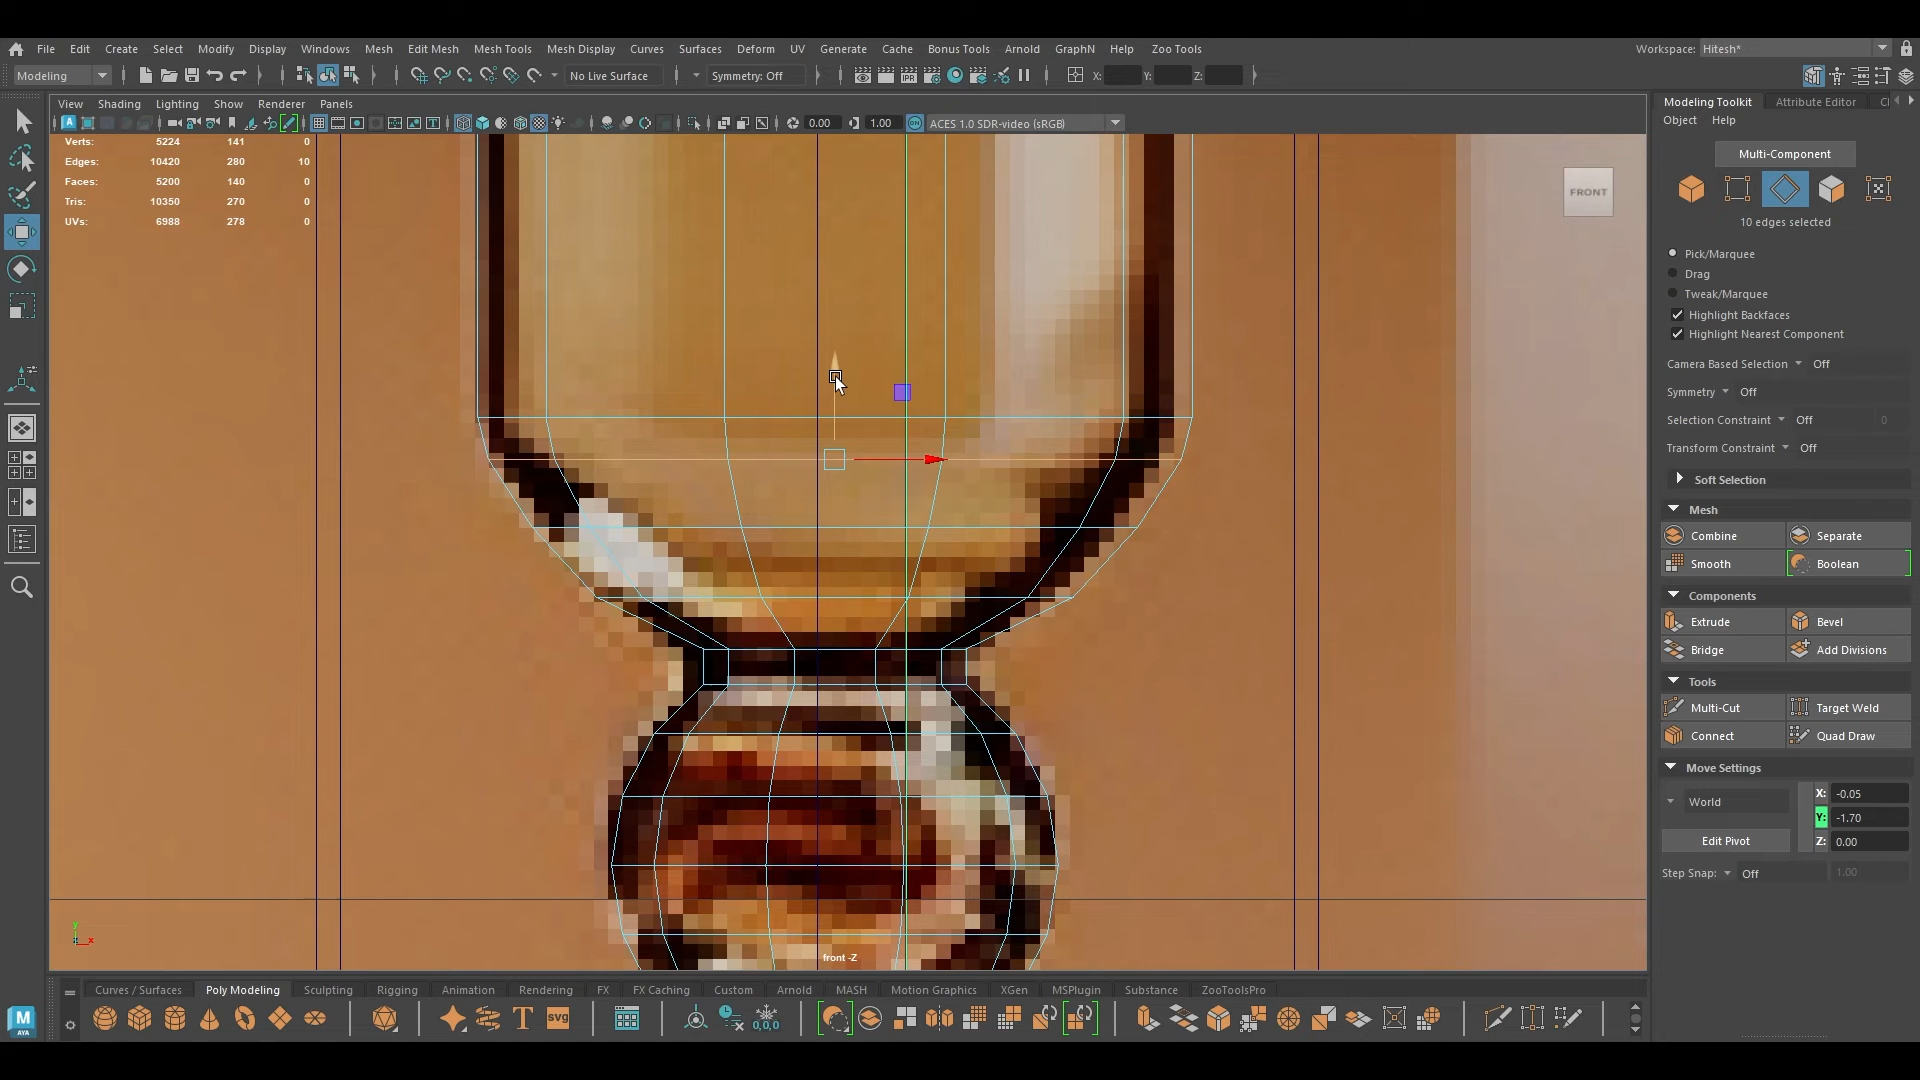 File Edit Create Select Modify Display Windows Mesh Edit Mesh Mesh Tools Mesh Display Curves Surfaces Deform UV Generate Cache Bonus Tools Arnold GraphN Help Zoo Tools Workspace: Hitesh*
Modeling No Live Surface Symmetry: Off IPR X: Y: Z:
View Shading Lighting Show Renderer Panels
0.00 1.00 ON ACES 1.0 SDR-video (sRGB)
Verts: 5224 141 0
Edges: 10420 280 10
Faces: 5200 140 0
Tris: 10350 270 0
UVs: 6988 278 0
FRONT
front -Z
y
z x
Modeling Toolkit Attribute Editor
Object Help
Multi-Component
10 edges selected
Pick/Marquee
Drag
Tweak/Marquee
Highlight Backfaces
Highlight Nearest Component
Camera Based Selection Off
Symmetry Off
Selection Constraint Off 0
Transform Constraint Off
Soft Selection
Mesh
Combine Separate
Smooth Boolean
Components
Extrude Bevel
Bridge Add Divisions
Tools
Multi-Cut Target Weld
Connect Quad Draw
Move Settings
World X: -0.05
Y: -1.70
Edit Pivot Z: 0.00
Step Snap: Off 1.00
Curves / Surfaces Poly Modeling Sculpting Rigging Animation Rendering FX FX Caching Custom Arnold MASH Motion Graphics XGen MSPlugin Substance ZooToolsPro
M
AYA
T svg 0,0,0